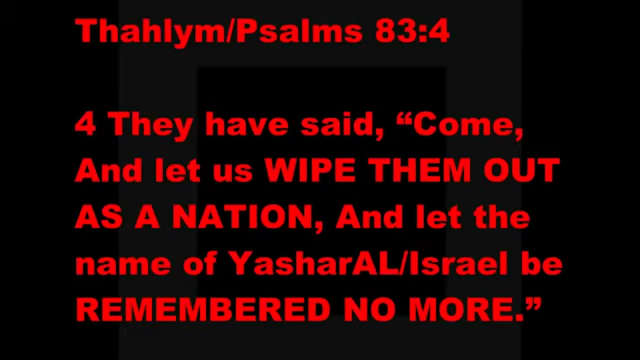 Thahlym/Psalms 83:4
4 They have said, “Come,
And let us WIPE THEM OUT
AS A NATION, And let the
name of YasharAL/Israel be
REMEMBERED NO MORE.”